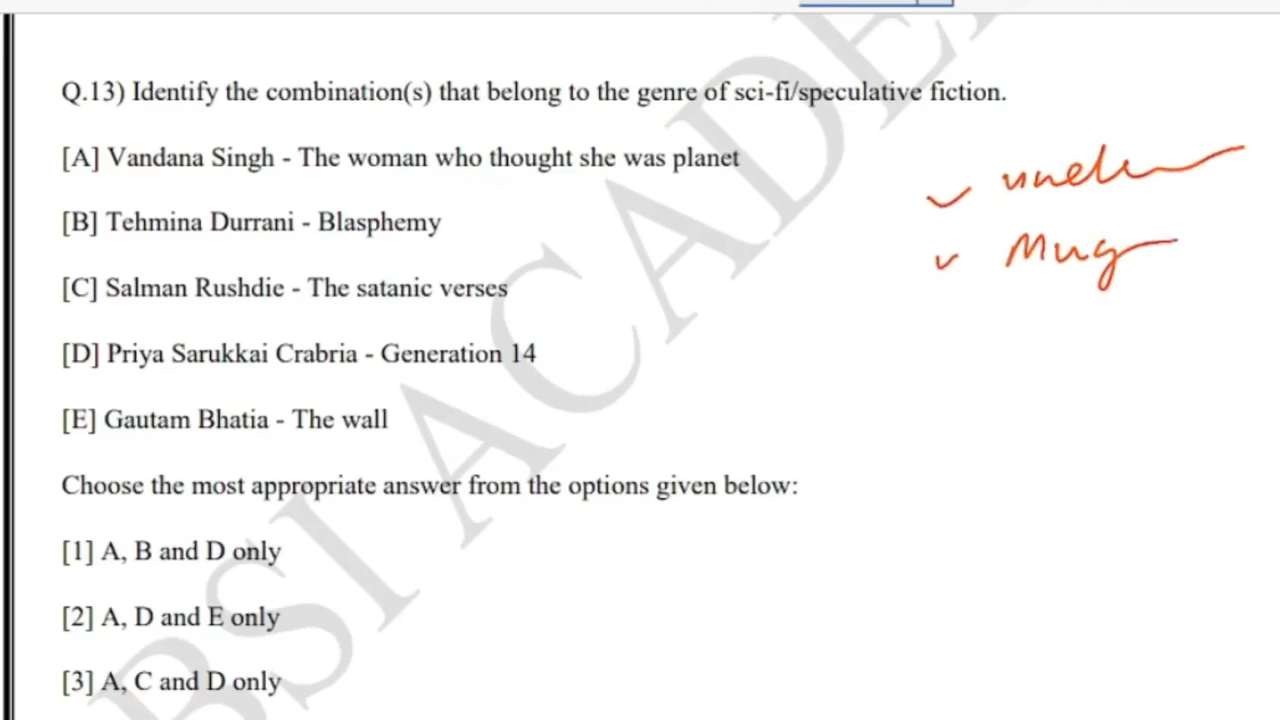 Q.13) Identify the combination(s) that belong to the genre of sci-fi/speculative fiction.
[A] Vandana Singh - The woman who thought she was planet
[B] Tehmina Durrani - Blasphemy
[C] Salman Rushdie - The satanic verses
[D] Priya Sarukkai Crabria - Generation 14
[E] Gautam Bhatia - The wall
Choose the most appropriate answer from the options given below:
[1] A, B and D only
[2] A, D and E only
[3] A, C and D only
BSI ACADE